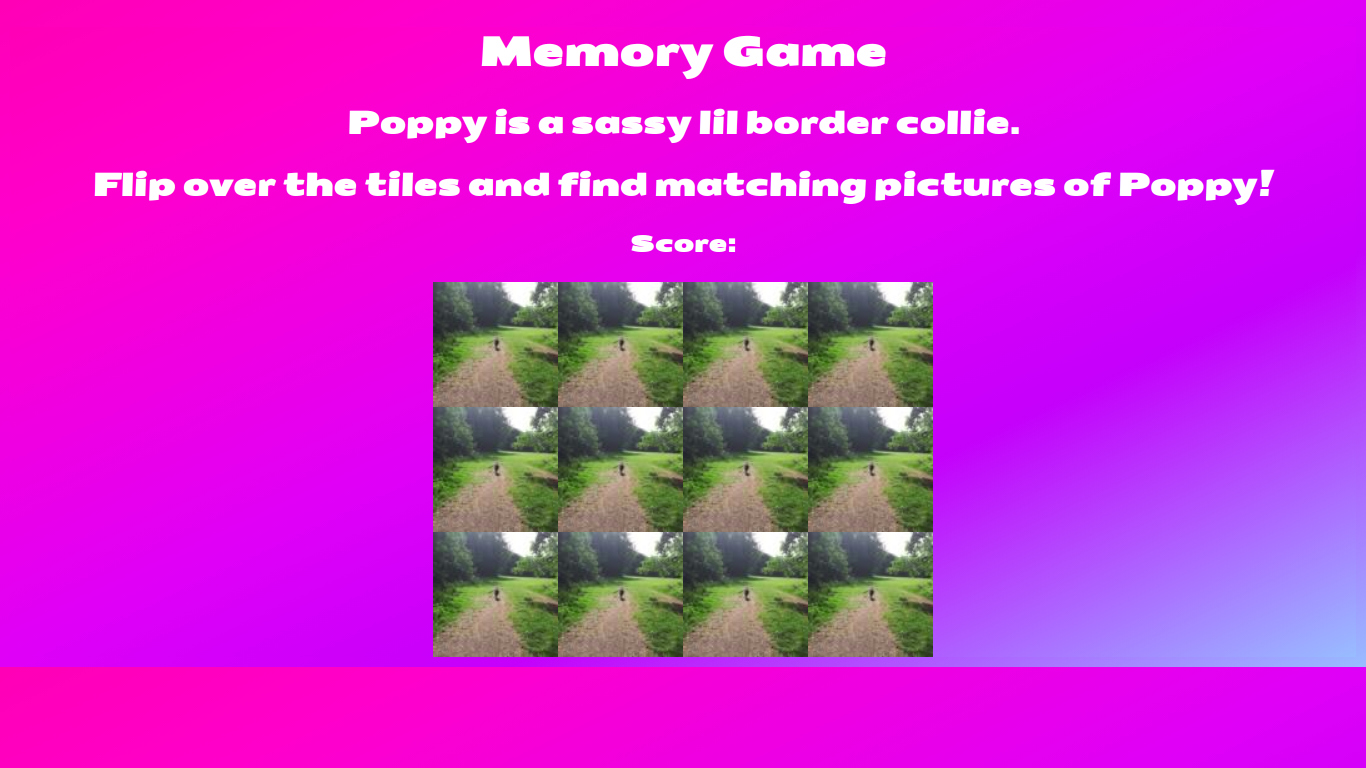 Memory Game
Poppy is a sassy lil border collie.
Flip over the tiles and find matching pictures of Poppy!
Score: